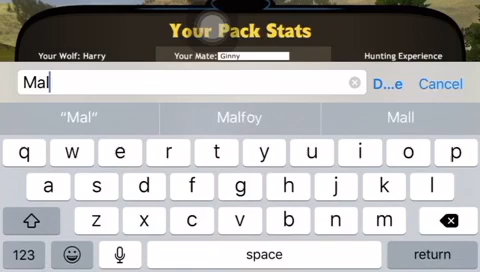 Your Pack Stats
Your Wolf: Harry Your Mate: Ginny Hunting Experience
Mal D...e Cancel
“Mal” Malfoy Mall
q w e r t y u i o p
a s d f g h j k l
z x c v b n m
123 space return